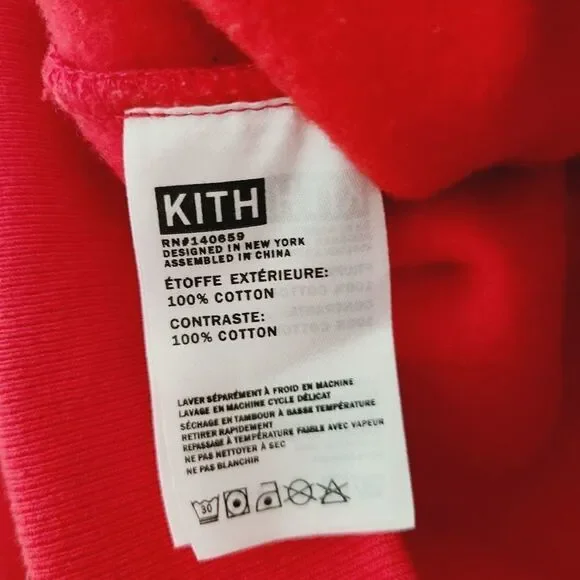 KITH
RN#140659
DESIGNED IN NEW YORK
ASSEMBLED IN CHINA
ÉTOFFE EXTÉRIEURE:
100% COTTON
CONTRASTE:
100% COTTON
LAVER SÉPARÉMENT À FROID EN MACHINE
LAVAGE EN MACHINE CYCLE DÉLICAT
SÉCHAGE EN TAMBOUR À BASSE TEMPÉRATURE
RETIRER RAPIDEMENT
REPASSAGE À TEMPÉRATURE FAIBLE AVEC VAPEUR
NE PAS NETTOYER À SEC
NE PAS BLANCHIR
30